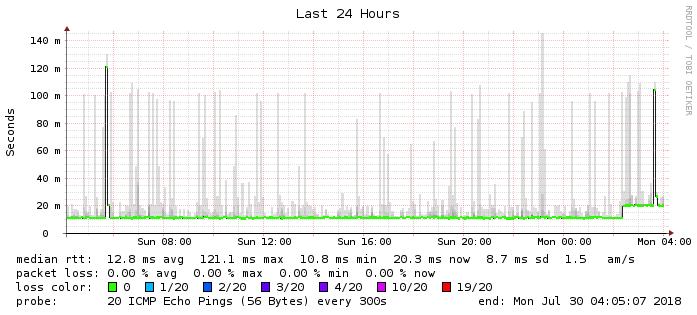 Last 24 Hours
RRDTOOL / TOBI OETIKER
Seconds
140 m
120 m
100 m
80 m
60 m
40 m
20 m
0
Sun 08:00 Sun 12:00 Sun 16:00 Sun 20:00 Mon 00:00 Mon 04:00
median rtt: 12.8 ms avg 121.1 ms max 10.8 ms min 20.3 ms now 8.7 ms sd 1.5 am/s
packet loss: 0.00 % avg 0.00 % max 0.00 % min 0.00 % now
loss color: 0 1/20 2/20 3/20 4/20 10/20 19/20
probe: 20 ICMP Echo Pings (56 Bytes) every 300s end: Mon Jul 30 04:05:07 2018